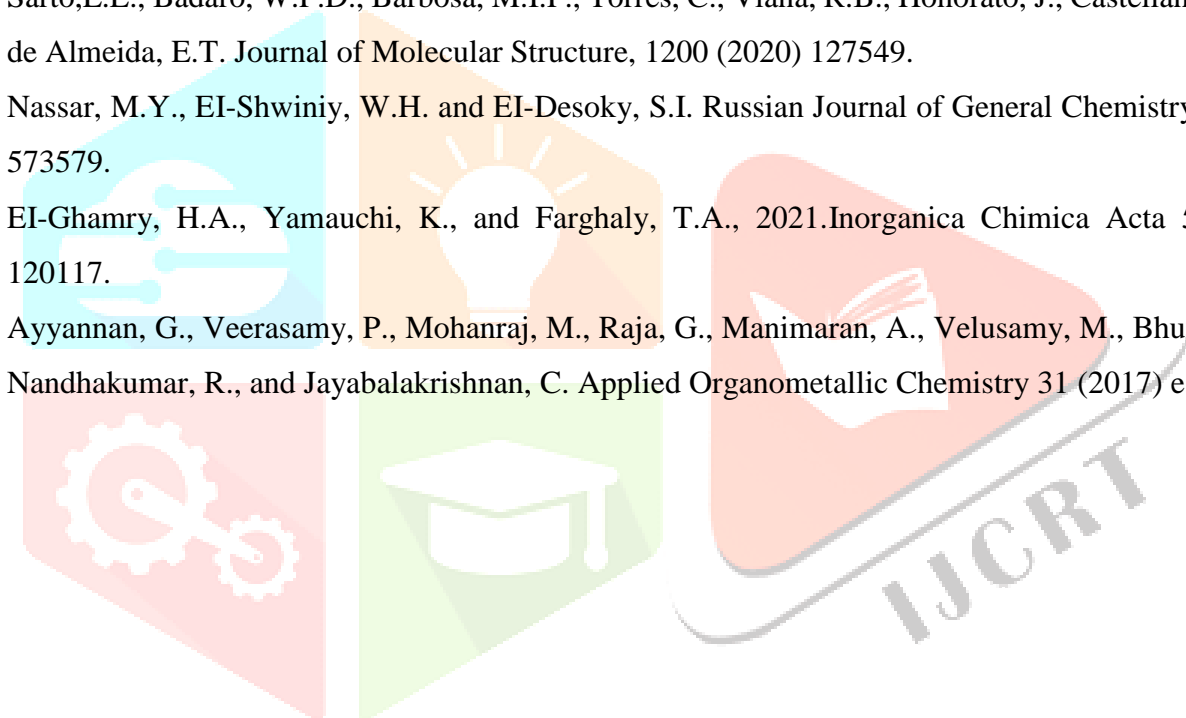 Sarto,E.E., Badaro, W.P.D., Barbosa, M.I.F., Torres, C., Viana, R.B., Honorato, J., Castellan
de Almeida, E.T. Journal of Molecular Structure, 1200 (2020) 127549.
Nassar, M.Y., EI-Shwiniy, W.H. and EI-Desoky, S.I. Russian Journal of General Chemistry
573579.
EI-Ghamry, H.A., Yamauchi, K., and Farghaly, T.A., 2021.Inorganica Chimica Acta 5
120117.
Ayyannan, G., Veerasamy, P., Mohanraj, M., Raja, G., Manimaran, A., Velusamy, M., Bhu
Nandhakumar, R., and Jayabalakrishnan, C. Applied Organometallic Chemistry 31 (2017) e
IJCRT